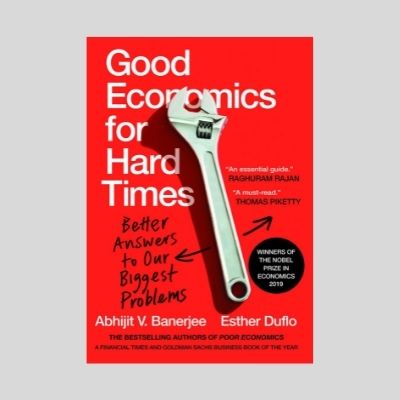 Good
Economics
for
Hard
Times
"An essential guide."
RAGHURAM RAJAN
"A must-read."
THOMAS PIKETTY
Better
Answers
to Our
Biggest
Problems
WINNERS OF
THE NOBEL
PRIZE IN
ECONOMICS
2019
Abhijit V. Banerjee Esther Duflo
THE BESTSELLING AUTHORS OF POOR ECONOMICS
A FINANCIAL TIMES AND GOLDMAN SACHS BUSINESS BOOK OF THE YEAR